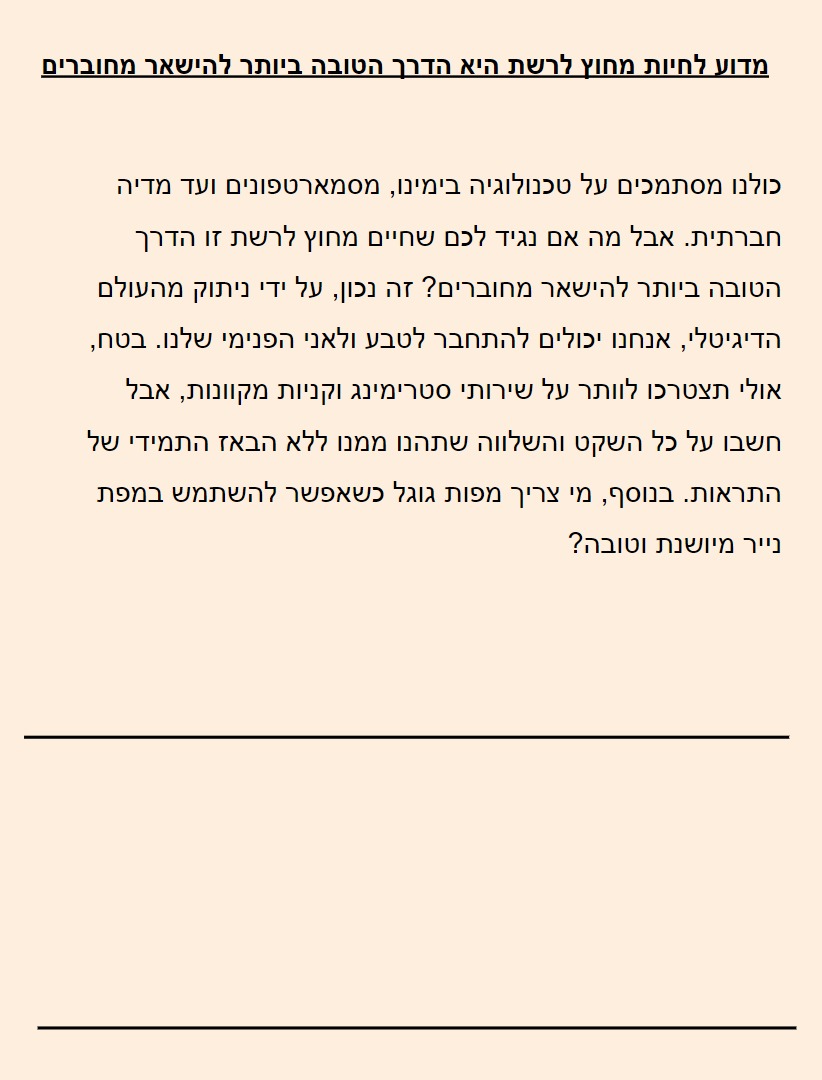 מדוע לחיות מחוץ לרשת היא הדרך הטובה ביותר להישאר מחוברים
כולנו מסתמכים על טכנולוגיה בימינו, מסמארטפונים ועד מדיה
חברתית. אבל מה אם נגיד לכם שחיים מחוץ לרשת זו הדרך
הטובה ביותר להישאר מחוברים? זה נכון, על ידי ניתוק מהעולם
הדיגיטלי, אנחנו יכולים להתחבר לטבע ולאני הפנימי שלנו. בטח,
אולי תצטרכו לוותר על שירותי סטרימינג וקניות מקוונות, אבל
חשבו על כל השקט והשלווה שתהנו ממנו ללא הבאז התמידי של
התראות. בנוסף, מי צריך מפות גוגל כשאפשר להשתמש במפת
נייר מיושנת וטובה?